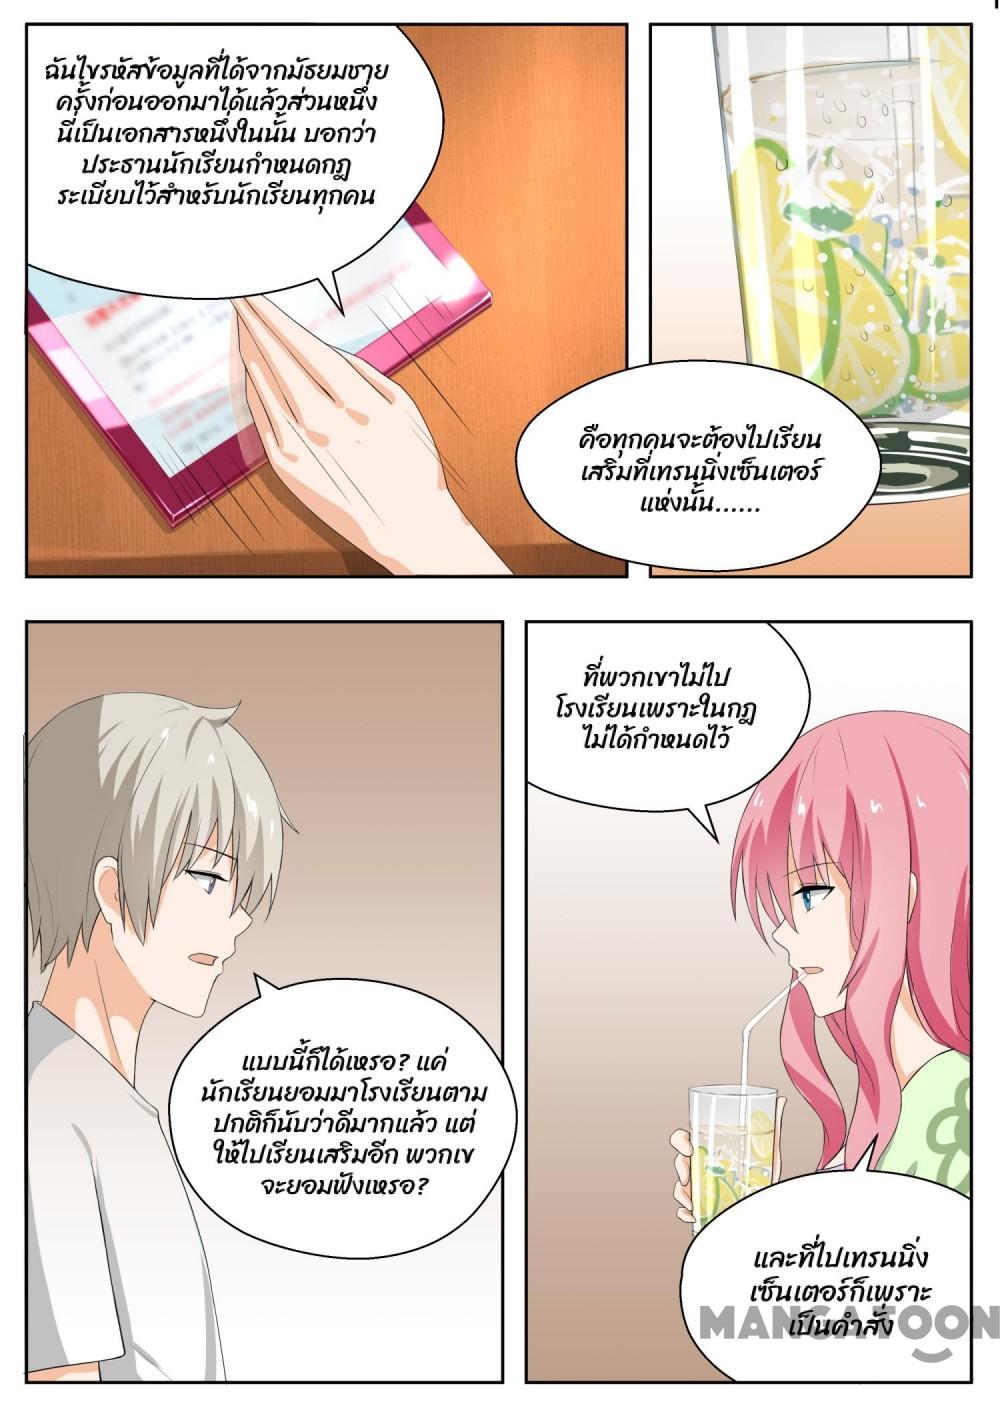 ฉันไขรหัสข้อมูลที่ได้จากมัธยมชาย
ครั้งก่อนออกมาได้แล้วส่วนหนึ่ง
นี่เป็นเอกสารหนึ่งในนั้น บอกว่า
ประธานนักเรียนกำหนดกฎ
ระเบียบไว้สำหรับนักเรียนทุกคน
คือทุกคนจะต้องไปเรียน
เสริมที่เทรนนิ่งเซ็นเตอร์
แห่งนั้น......
ที่พวกเขาไม่ไป
โรงเรียนเพราะในกฎ
ไม่ได้กำหนดไว้
แบบนี้ก็ได้เหรอ? แค่
นักเรียนยอมมาโรงเรียนตาม
ปกติก็นับว่าดีมากแล้ว แต่
ให้ไปเรียนเสริมอีก พวกเข
จะยอมฟังเหรอ?
และที่ไปเทรนนิ่ง
เซ็นเตอร์ก็เพราะ
เป็นคำสั่ง
MANGATOON